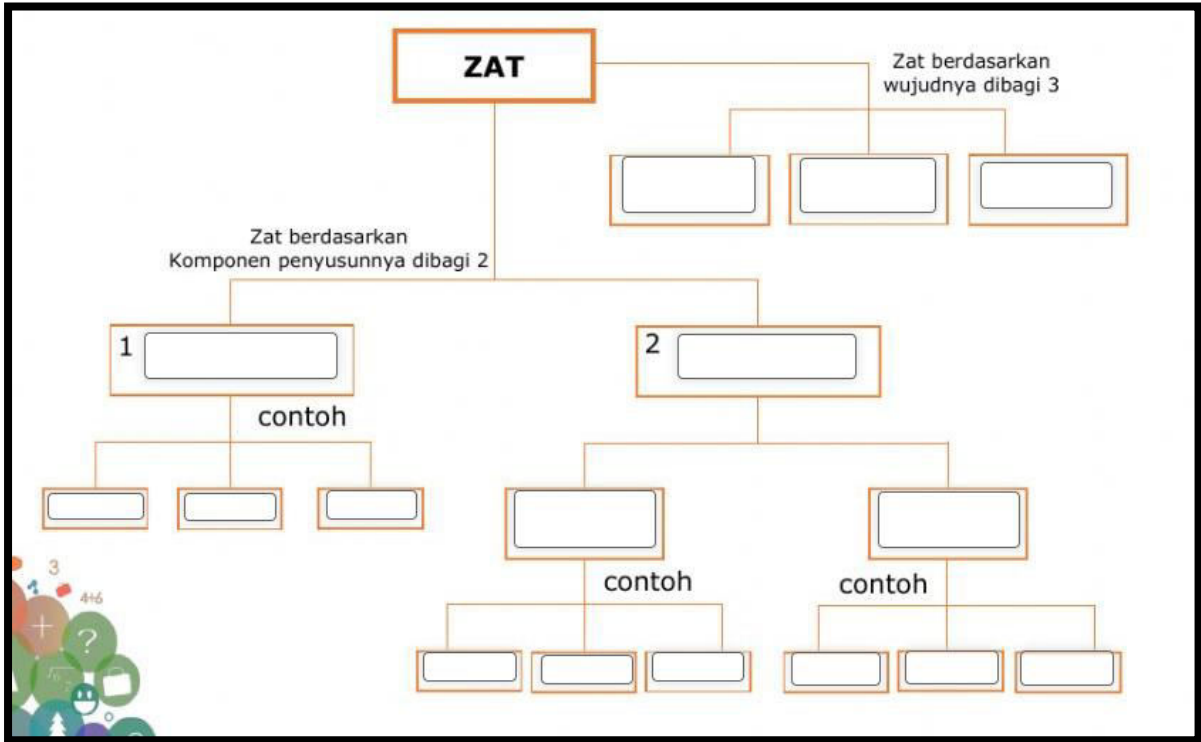 ZAT
Zat berdasarkan
wujudnya dibagi 3
Zat berdasarkan
Komponen penyusunnya dibagi 2
1
2
contoh
contoh
contoh
3
4+6
+
?